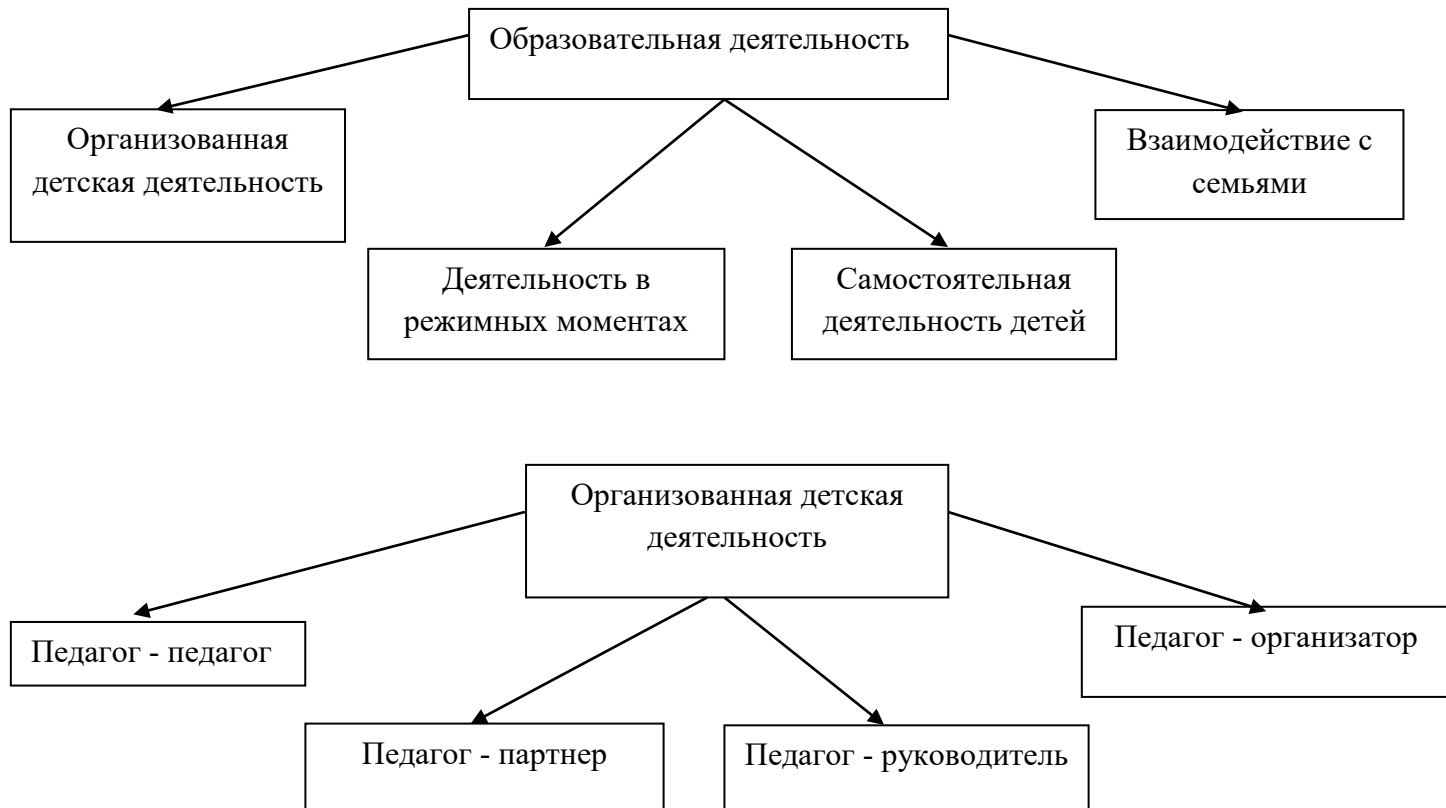 Образовательная деятельность
Организованная
детская деятельность
Взаимодействие с
семьями
Деятельность в
режимных моментах
Самостоятельная
деятельность детей
Организованная детская
деятельность
Педагог - педагог
Педагог - организатор
Педагог - партнер
Педагог - руководитель